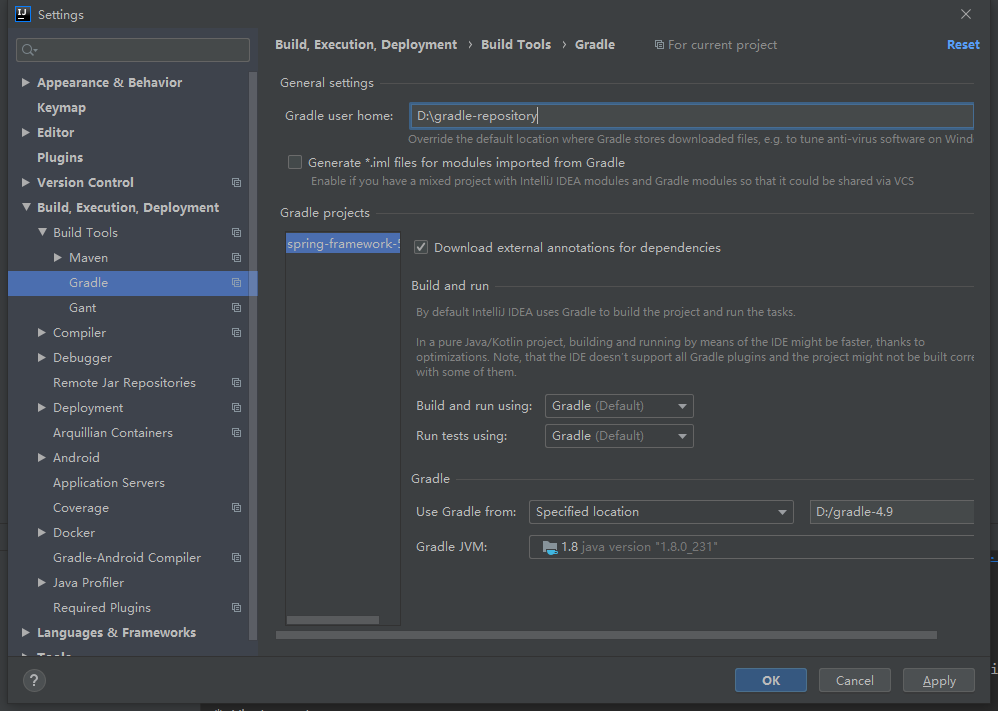 Settings
Build, Execution, Deployment › Build Tools › Gradle
For current project
Reset
Appearance & Behavior
Keymap
Editor
Plugins
Version Control
Build, Execution, Deployment
Build Tools
Maven
Gradle
Gant
Compiler
Debugger
Remote Jar Repositories
Deployment
Arquillian Containers
Android
Application Servers
Coverage
Docker
Gradle-Android Compiler
Java Profiler
Required Plugins
Languages & Frameworks
Tools
General settings
Gradle user home: D:\gradle-repository
Override the default location where Gradle stores downloaded files, e.g. to tune anti-virus software on Wind
Generate *.iml files for modules imported from Gradle
Enable if you have a mixed project with IntelliJ IDEA modules and Gradle modules so that it could be shared via VCS
Gradle projects
spring-framework-5
Download external annotations for dependencies
Build and run
By default IntelliJ IDEA uses Gradle to build the project and run the tasks.
In a pure Java/Kotlin project, building and running by means of the IDE might be faster, thanks to
optimizations. Note, that the IDE doesn't support all Gradle plugins and the project might not be built corre
with some of them.
Build and run using: Gradle (Default)
Run tests using: Gradle (Default)
Gradle
Use Gradle from: Specified location D:/gradle-4.9
Gradle JVM: 1.8 java version "1.8.0_231"
?
OK
Cancel
Apply